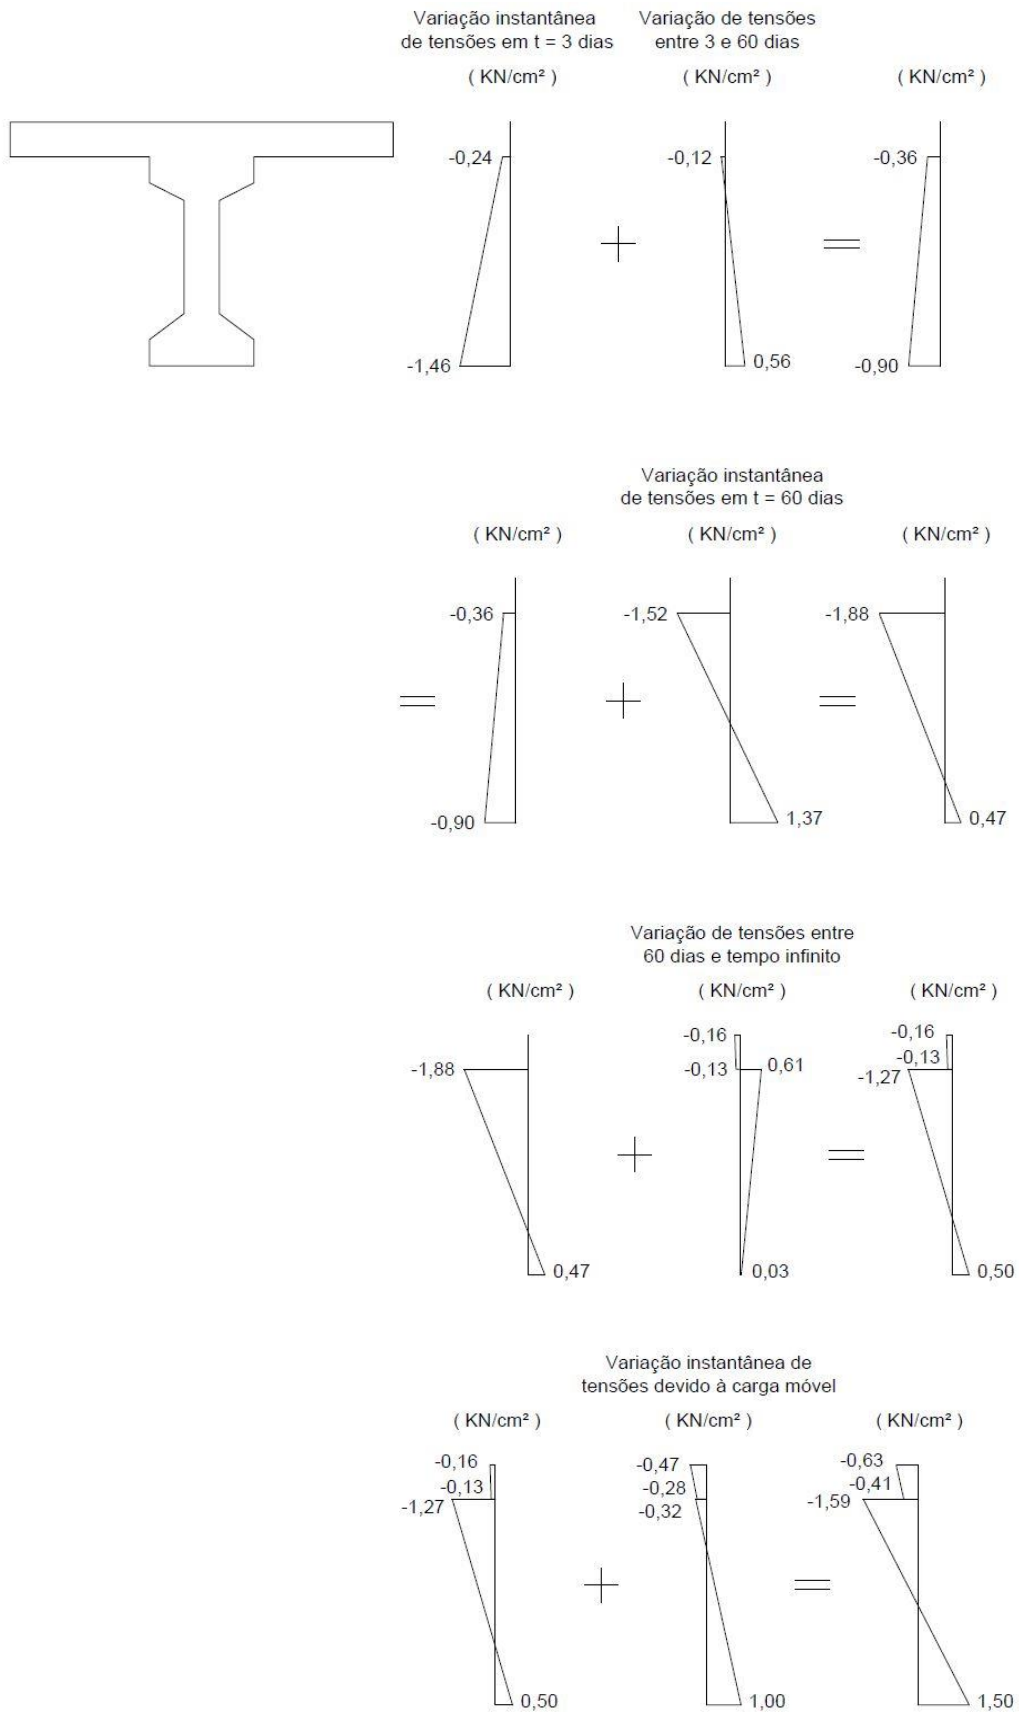 Variação instantânea
de tensões em t = 3 dias
Variação de tensões
entre 3 e 60 dias
( KN/cm² )
( KN/cm² )
( KN/cm² )
-0,24
-0,12
-0,36
-1,46
0,56
-0,90
Variação instantânea
de tensões em t = 60 dias
( KN/cm² )
( KN/cm² )
( KN/cm² )
-0,36
-1,52
-1,88
-0,90
1,37
0,47
Variação de tensões entre
60 dias e tempo infinito
( KN/cm² )
( KN/cm² )
( KN/cm² )
-0,16
-0,16
-1,88
-0,13
0,61
-0,13
-1,27
0,47
0,03
0,50
Variação instantânea de
tensões devido à carga móvel
( KN/cm² )
( KN/cm² )
( KN/cm² )
-0,16
-0,47
-0,63
-0,13
-0,28
-0,41
-1,27
-0,32
-1,59
0,50
1,00
1,50